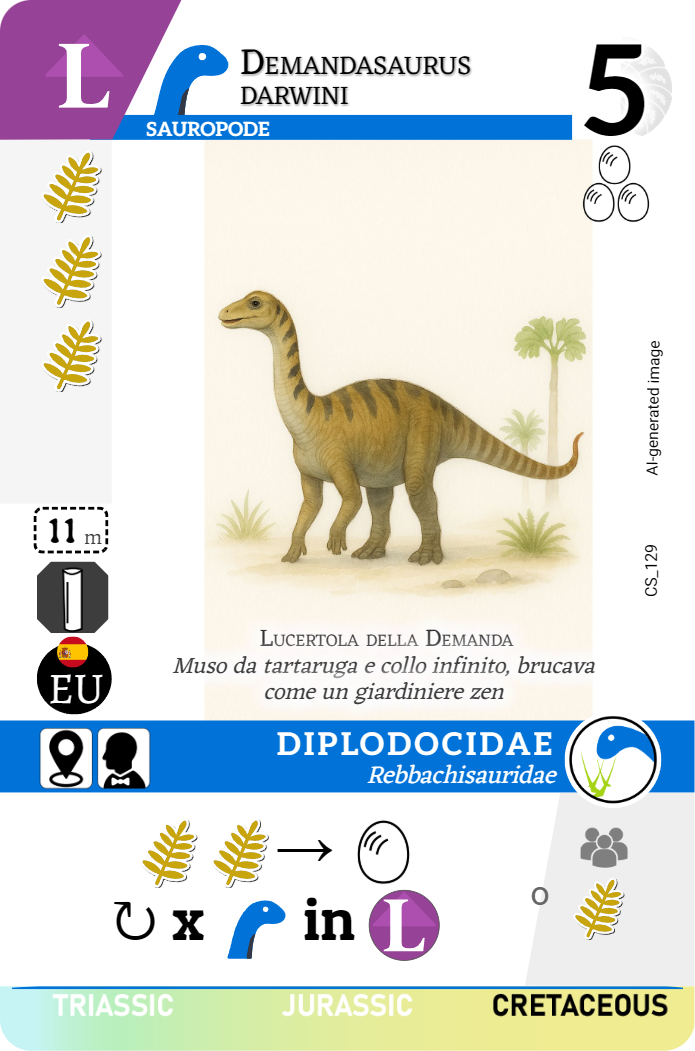 L
DEMANDASAURUS
DARWINI
SAUROPODE
5
AI-generated image
11 m
CS_129
EU
LUCERTOLA DELLA DEMANDA
Muso da tartaruga e collo infinito, brucava
come un giardiniere zen
DIPLODOCIDAE
Rebbachisauridae
→
o
↻ x in L
TRIASSIC JURASSIC CRETACEOUS